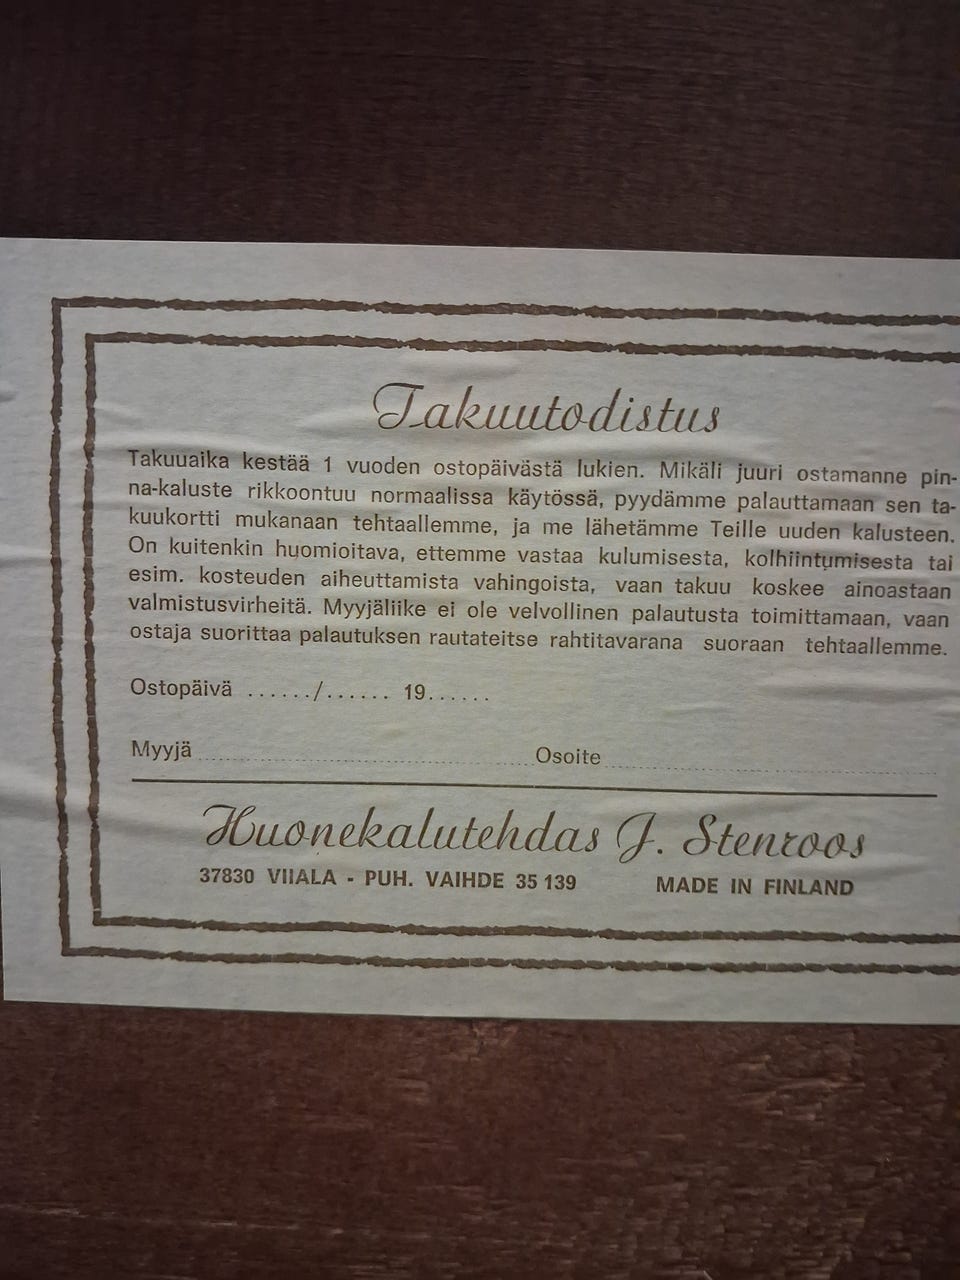 Takuutodistus
Takuuaika kestää 1 vuoden ostopäivästä lukien. Mikäli juuri ostamanne pin-
na-kaluste rikkoontuu normaalissa käytössä, pyydämme palauttamaan sen ta-
kuukortti mukanaan tehtaallemme, ja me lähetämme Teille uuden kalusteen.
On kuitenkin huomioitava, ettemme vastaa kulumisesta, kolhiintumisesta tai
esim. kosteuden aiheuttamista vahingoista, vaan takuu koskee ainoastaan
valmistusvirheitä. Myyjäliike ei ole velvollinen palautusta toimittamaan, vaan
ostaja suorittaa palautuksen rautateitse rahtitavarana suoraan tehtaallemme.
Ostopäivä ....../...... 19......
Myyjä .............................. Osoite ..............................
Huonekalutehdas J. Stenroos
37830 VIIALA - PUH. VAIHDE 35 139 MADE IN FINLAND